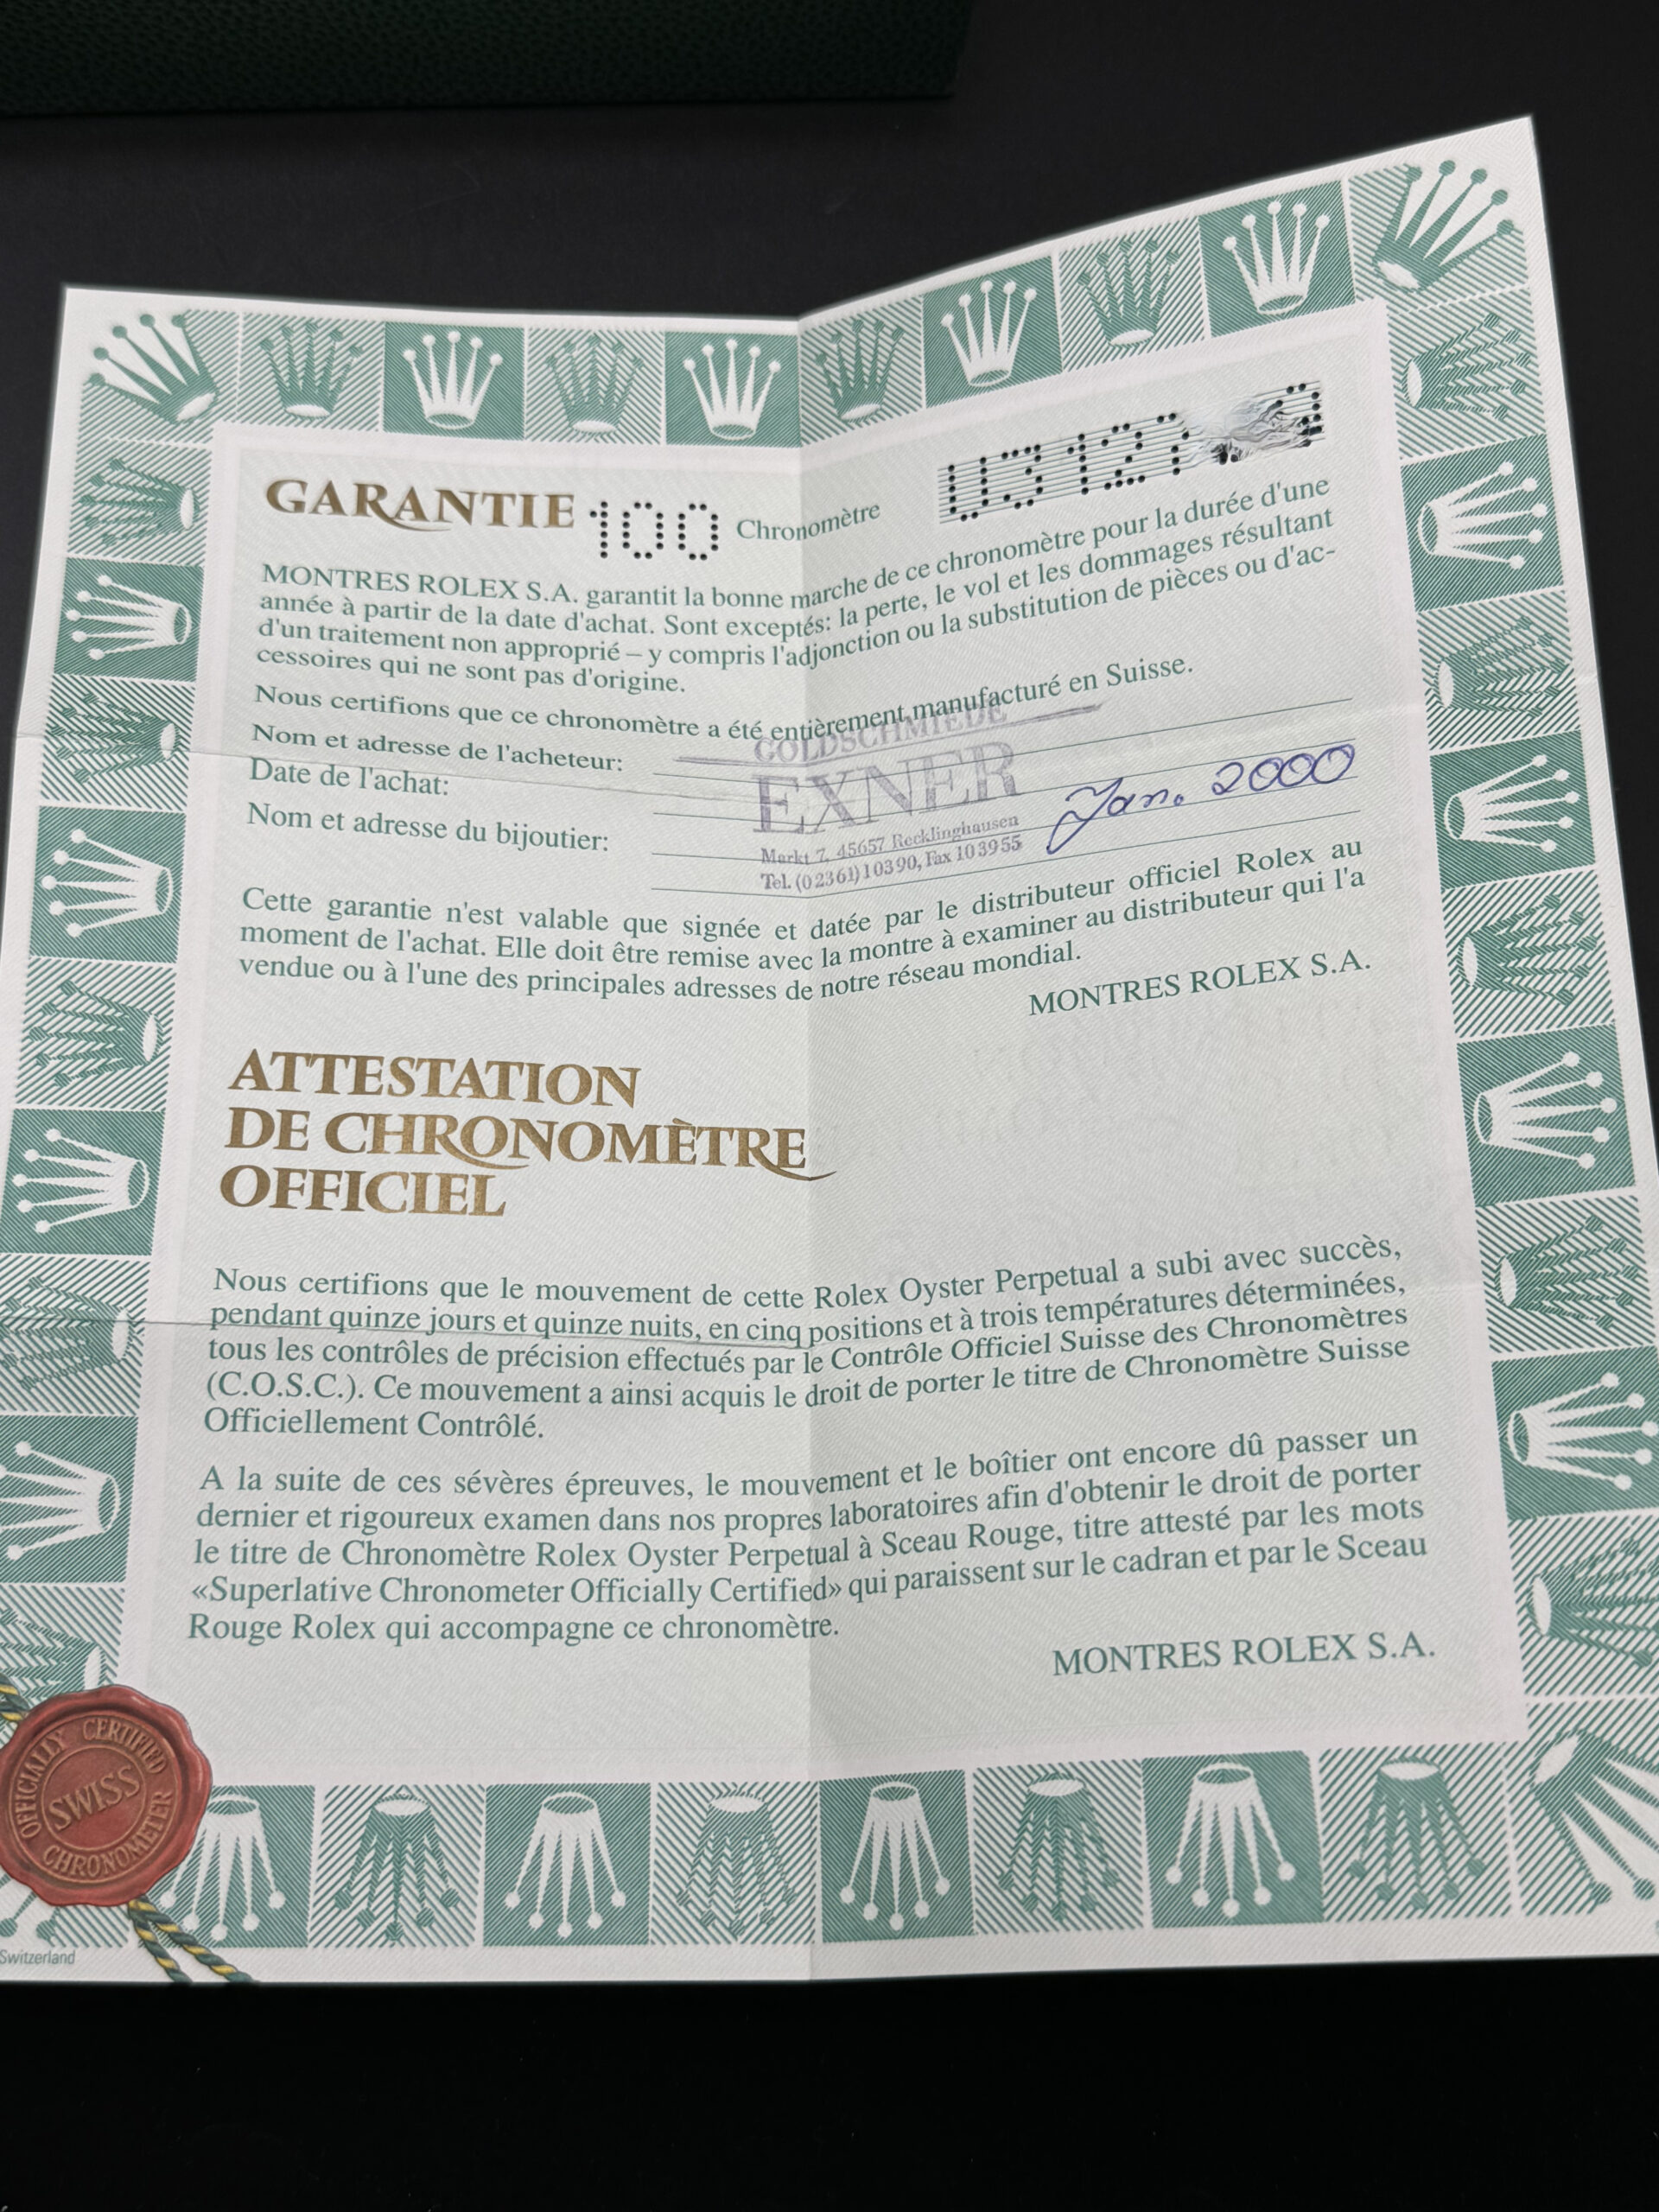 GARANTIE 100 Chronomètre
MONTRES ROLEX S.A. garantit la bonne marche de ce chronomètre pour la durée d'une
année à partir de la date d'achat. Sont exceptés: la perte, le vol et les dommages résultant
d'un traitement non approprié – y compris l'adjonction ou la substitution de pièces ou d'ac-
cessoires qui ne sont pas d'origine.
Nous certifions que ce chronomètre a été entièrement manufacturé en Suisse.
Nom et adresse de l'acheteur:
Date de l'achat:
Nom et adresse du bijoutier:
GOLDSCHMIEDE
EXNER
Markt 7, 45657 Recklinghausen
Tel. (02361) 10390, Fax 103955
Jan. 2000
Cette garantie n'est valable que signée et datée par le distributeur officiel Rolex au
moment de l'achat. Elle doit être remise avec la montre à examiner au distributeur qui l'a
vendue ou à l'une des principales adresses de notre réseau mondial.
MONTRES ROLEX S.A.
ATTESTATION
DE CHRONOMÈTRE
OFFICIEL
Nous certifions que le mouvement de cette Rolex Oyster Perpetual a subi avec succès,
pendant quinze jours et quinze nuits, en cinq positions et à trois températures déterminées,
tous les contrôles de précision effectués par le Contrôle Officiel Suisse des Chronomètres
(C.O.S.C.). Ce mouvement a ainsi acquis le droit de porter le titre de Chronomètre Suisse
Officiellement Contrôlé.
A la suite de ces sévères épreuves, le mouvement et le boîtier ont encore dû passer un
dernier et rigoureux examen dans nos propres laboratoires afin d'obtenir le droit de porter
le titre de Chronomètre Rolex Oyster Perpetual à Sceau Rouge, titre attesté par les mots
«Superlative Chronometer Officially Certified» qui paraissent sur le cadran et par le Sceau
Rouge Rolex qui accompagne ce chronomètre.
MONTRES ROLEX S.A.
OFFICIALLY CERTIFIED
SWISS
CHRONOMETER
Switzerland